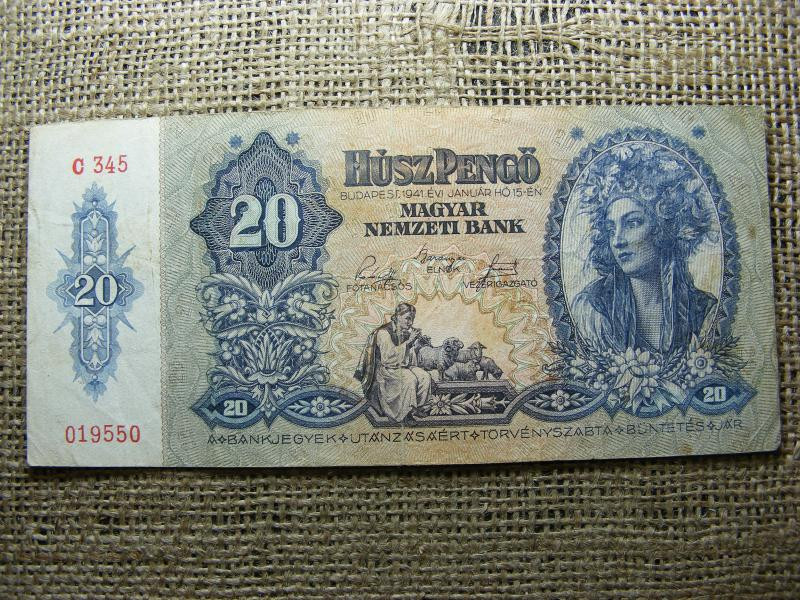 C 345
20
019550
20
HÚSZ PENGŐ
BUDAPEST, 1941. ÉVI JANUÁR HÓ 15-ÉN
MAGYAR
NEMZETI BANK
ELNÖK
FŐTANÁCSOS VEZÉRIGAZGATÓ
20 20
A BANKJEGYEK UTÁNZÁSÁÉRT TÖRVÉNYSZABTA BÜNTETÉS JÁR